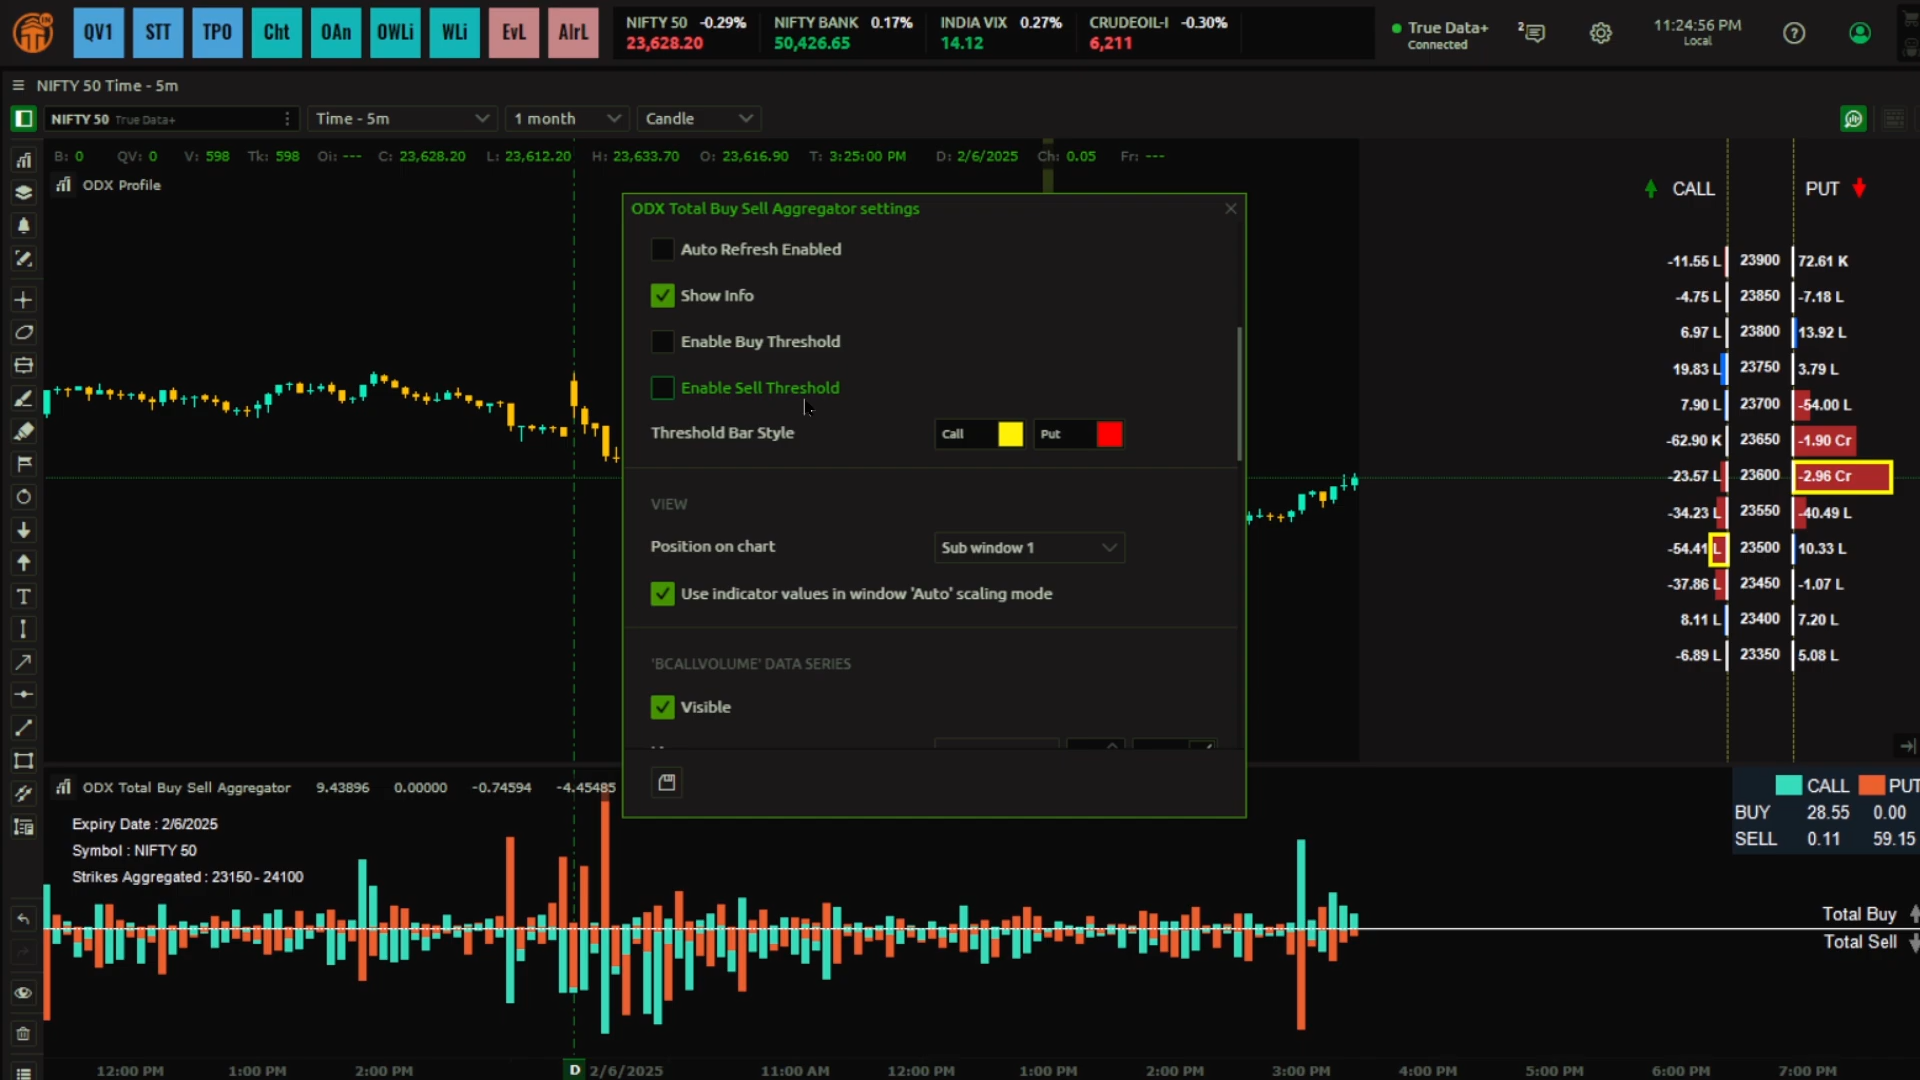 QV1 STT TPO Cht OAn OWLi WLi EvL AIrL
NIFTY 50 -0.29% NIFTY BANK 0.17% INDIA VIX 0.27% CRUDEOIL-I -0.30%
23,628.20 50,426.65 14.12 6,211
True Data+
Connected
2
11:24:56 PM
Local
NIFTY 50 Time - 5m
NIFTY 50 True Data+ Time - 5m 1 month Candle
B: 0 QV: 0 V: 598 Tk: 598 Oi: --- C: 23,628.20 L: 23,612.20 H: 23,633.70 O: 23,616.90 T: 3:25:00 PM D: 2/6/2025 Ch: 0.05 Fr: ---
ODX Profile
CALL PUT
-11.55 L 23900 72.61 K
-4.75 L 23850 -7.18 L
6.97 L 23800 13.92 L
19.83 L 23750 3.79 L
7.90 L 23700 -54.00 L
-62.90 K 23650 -1.90 Cr
-23.57 L 23600 -2.96 Cr
-34.23 L 23550 -40.49 L
-54.41 L 23500 10.33 L
-37.86 L 23450 -1.07 L
8.11 L 23400 7.20 L
-6.89 L 23350 5.08 L
ODX Total Buy Sell Aggregator settings
Auto Refresh Enabled
Show Info
Enable Buy Threshold
Enable Sell Threshold
Threshold Bar Style Call Put
VIEW
Position on chart Sub window 1
Use indicator values in window 'Auto' scaling mode
'BCALLVOLUME' DATA SERIES
Visible
ODX Total Buy Sell Aggregator 9.43896 0.00000 -0.74594 -4.45485
Expiry Date : 2/6/2025
Symbol : NIFTY 50
Strikes Aggregated : 23150 - 24100
CALL PUT
BUY 28.55 0.00
SELL 0.11 59.15
Total Buy
Total Sell
12:00 PM 1:00 PM 2:00 PM D 2/6/2025 11:00 AM 12:00 PM 1:00 PM 2:00 PM 3:00 PM 4:00 PM 5:00 PM 6:00 PM 7:00 PM